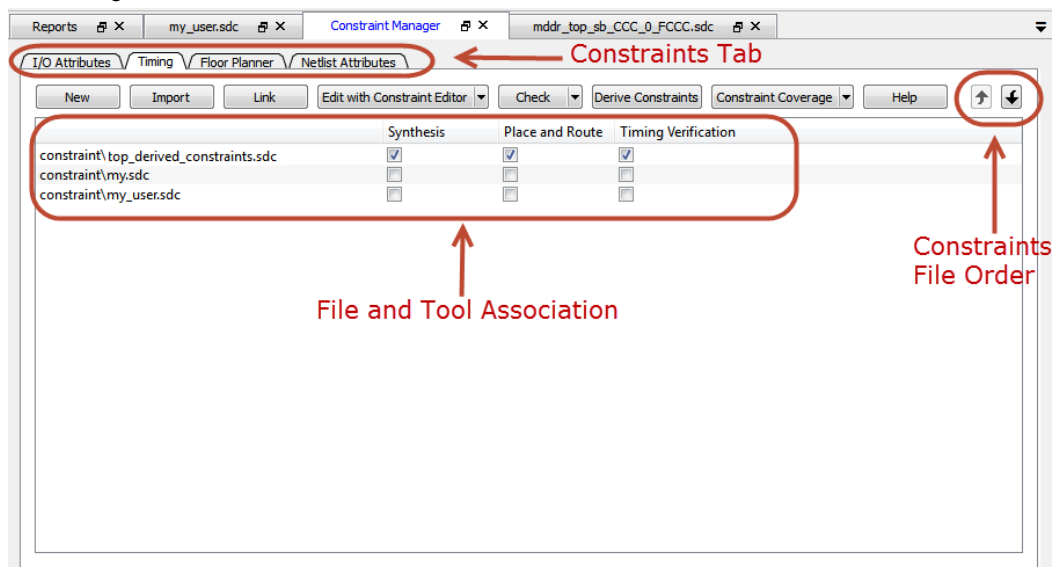 Reports my_user.sdc Constraint Manager mddr_top_sb_CCC_0_FCCC.sdc
Constraints Tab
I/O Attributes Timing Floor Planner Netlist Attributes
New Import Link Edit with Constraint Editor Check Derive Constraints Constraint Coverage Help
Synthesis Place and Route Timing Verification
constraint\top_derived_constraints.sdc
constraint\my.sdc
constraint\my_user.sdc
Constraints
File Order
File and Tool Association